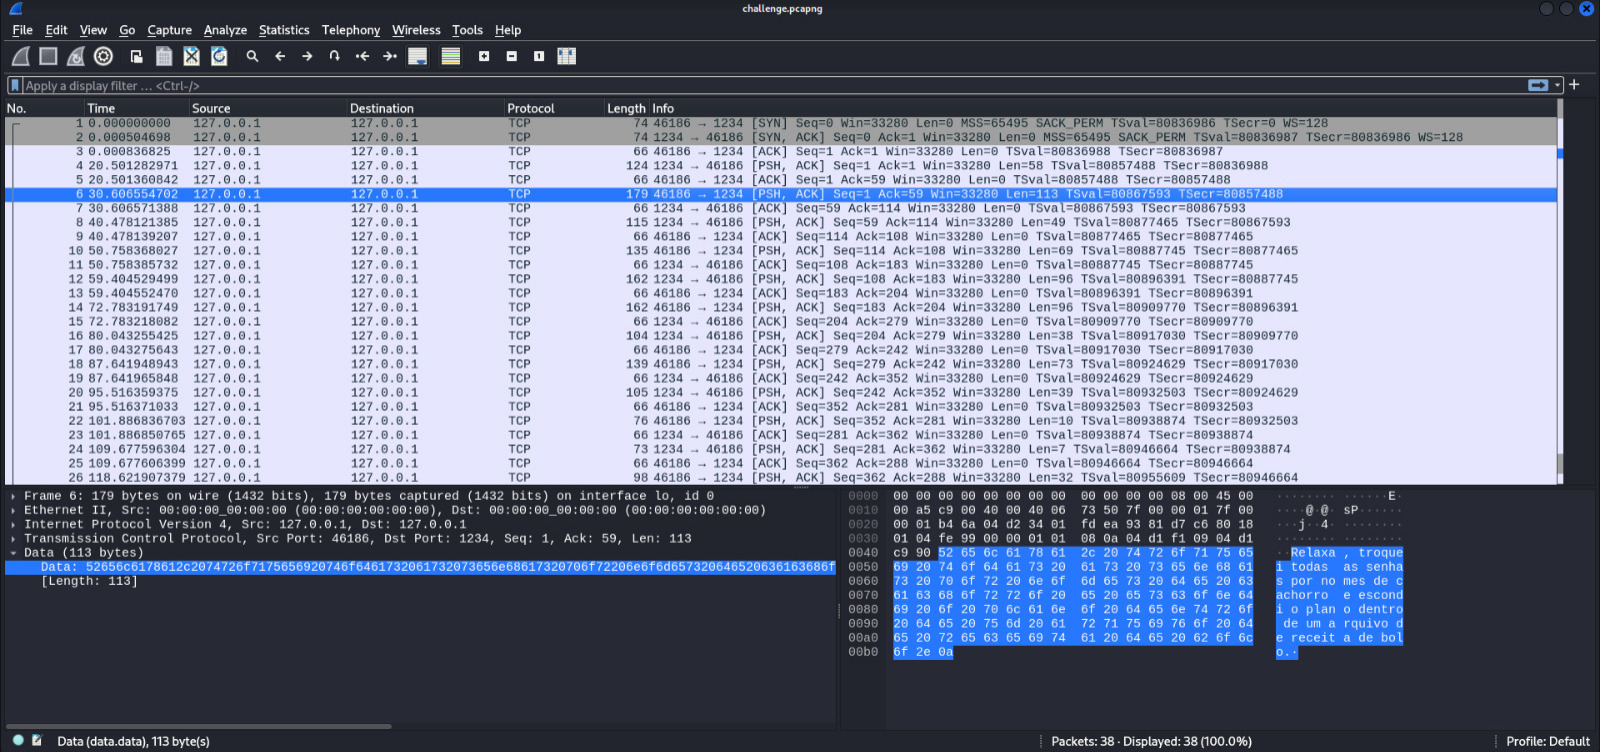 challenge.pcapng
File Edit View Go Capture Analyze Statistics Telephony Wireless Tools Help
Apply a display filter … <Ctrl-/>
No. Time Source Destination Protocol Length Info
1 0.000000000 127.0.0.1 127.0.0.1 TCP 74 46186 → 1234 [SYN] Seq=0 Win=33280 Len=0 MSS=65495 SACK_PERM TSval=80836986 TSecr=0 WS=128
2 0.000504698 127.0.0.1 127.0.0.1 TCP 74 1234 → 46186 [SYN, ACK] Seq=0 Ack=1 Win=33280 Len=0 MSS=65495 SACK_PERM TSval=80836987 TSecr=80836986 WS=128
3 0.000836825 127.0.0.1 127.0.0.1 TCP 66 46186 → 1234 [ACK] Seq=1 Ack=1 Win=33280 Len=0 TSval=80836988 TSecr=80836987
4 20.501282971 127.0.0.1 127.0.0.1 TCP 124 1234 → 46186 [PSH, ACK] Seq=1 Ack=1 Win=33280 Len=58 TSval=80857488 TSecr=80836988
5 20.501360842 127.0.0.1 127.0.0.1 TCP 66 46186 → 1234 [ACK] Seq=1 Ack=59 Win=33280 Len=0 TSval=80857488 TSecr=80857488
6 30.606554702 127.0.0.1 127.0.0.1 TCP 179 46186 → 1234 [PSH, ACK] Seq=1 Ack=59 Win=33280 Len=113 TSval=80867593 TSecr=80857488
7 30.606571388 127.0.0.1 127.0.0.1 TCP 66 1234 → 46186 [ACK] Seq=59 Ack=114 Win=33280 Len=0 TSval=80867593 TSecr=80867593
8 40.478121385 127.0.0.1 127.0.0.1 TCP 115 1234 → 46186 [PSH, ACK] Seq=59 Ack=114 Win=33280 Len=49 TSval=80877465 TSecr=80867593
9 40.478139207 127.0.0.1 127.0.0.1 TCP 66 46186 → 1234 [ACK] Seq=114 Ack=108 Win=33280 Len=0 TSval=80877465 TSecr=80877465
10 50.758368027 127.0.0.1 127.0.0.1 TCP 135 46186 → 1234 [PSH, ACK] Seq=114 Ack=108 Win=33280 Len=69 TSval=80887745 TSecr=80877465
11 50.758385732 127.0.0.1 127.0.0.1 TCP 66 1234 → 46186 [ACK] Seq=108 Ack=183 Win=33280 Len=0 TSval=80887745 TSecr=80887745
12 59.404529499 127.0.0.1 127.0.0.1 TCP 162 1234 → 46186 [PSH, ACK] Seq=108 Ack=183 Win=33280 Len=96 TSval=80896391 TSecr=80887745
13 59.404552470 127.0.0.1 127.0.0.1 TCP 66 46186 → 1234 [ACK] Seq=183 Ack=204 Win=33280 Len=0 TSval=80896391 TSecr=80896391
14 72.783191749 127.0.0.1 127.0.0.1 TCP 162 46186 → 1234 [PSH, ACK] Seq=183 Ack=204 Win=33280 Len=96 TSval=80909770 TSecr=80896391
15 72.783218082 127.0.0.1 127.0.0.1 TCP 66 1234 → 46186 [ACK] Seq=204 Ack=279 Win=33280 Len=0 TSval=80909770 TSecr=80909770
16 80.043255425 127.0.0.1 127.0.0.1 TCP 104 1234 → 46186 [PSH, ACK] Seq=204 Ack=279 Win=33280 Len=38 TSval=80917030 TSecr=80909770
17 80.043275643 127.0.0.1 127.0.0.1 TCP 66 46186 → 1234 [ACK] Seq=279 Ack=242 Win=33280 Len=0 TSval=80917030 TSecr=80917030
18 87.641948943 127.0.0.1 127.0.0.1 TCP 139 46186 → 1234 [PSH, ACK] Seq=279 Ack=242 Win=33280 Len=73 TSval=80924629 TSecr=80917030
19 87.641965848 127.0.0.1 127.0.0.1 TCP 66 1234 → 46186 [ACK] Seq=242 Ack=352 Win=33280 Len=0 TSval=80924629 TSecr=80924629
20 95.516359375 127.0.0.1 127.0.0.1 TCP 105 1234 → 46186 [PSH, ACK] Seq=242 Ack=352 Win=33280 Len=39 TSval=80932503 TSecr=80924629
21 95.516371033 127.0.0.1 127.0.0.1 TCP 66 46186 → 1234 [ACK] Seq=352 Ack=281 Win=33280 Len=0 TSval=80932503 TSecr=80932503
22 101.886836703 127.0.0.1 127.0.0.1 TCP 76 46186 → 1234 [PSH, ACK] Seq=352 Ack=281 Win=33280 Len=10 TSval=80938874 TSecr=80932503
23 101.886850765 127.0.0.1 127.0.0.1 TCP 66 1234 → 46186 [ACK] Seq=281 Ack=362 Win=33280 Len=0 TSval=80938874 TSecr=80938874
24 109.677596304 127.0.0.1 127.0.0.1 TCP 73 1234 → 46186 [PSH, ACK] Seq=281 Ack=362 Win=33280 Len=7 TSval=80946664 TSecr=80938874
25 109.677606399 127.0.0.1 127.0.0.1 TCP 66 46186 → 1234 [ACK] Seq=362 Ack=288 Win=33280 Len=0 TSval=80946664 TSecr=80946664
26 118.621907379 127.0.0.1 127.0.0.1 TCP 98 46186 → 1234 [PSH, ACK] Seq=362 Ack=288 Win=33280 Len=32 TSval=80955609 TSecr=80946664
Frame 6: 179 bytes on wire (1432 bits), 179 bytes captured (1432 bits) on interface lo, id 0
Ethernet II, Src: 00:00:00_00:00:00 (00:00:00:00:00:00), Dst: 00:00:00_00:00:00 (00:00:00:00:00:00)
Internet Protocol Version 4, Src: 127.0.0.1, Dst: 127.0.0.1
Transmission Control Protocol, Src Port: 46186, Dst Port: 1234, Seq: 1, Ack: 59, Len: 113
Data (113 bytes)
Data: 52656c6178612c2074726f7175656920746f6461732061732073656e68617320706f72206e6f6d657320646520636163686f
[Length: 113]
0000 00 00 00 00 00 00 00 00 00 00 00 00 08 00 45 00 ········ ······E·
0010 00 a5 c9 00 40 00 40 06 73 50 7f 00 00 01 7f 00 ····@·@· sP······
0020 00 01 b4 6a 04 d2 34 01 fd ea 93 81 d7 c6 80 18 ···j··4· ········
0030 01 04 fe 99 00 00 01 01 08 0a 04 d1 f1 09 04 d1 ········ ········
0040 c9 90 52 65 6c 61 78 61 2c 20 74 72 6f 71 75 65 ··Relaxa , troque
0050 69 20 74 6f 64 61 73 20 61 73 20 73 65 6e 68 61 i todas as senha
0060 73 20 70 6f 72 20 6e 6f 6d 65 73 20 64 65 20 63 s por no mes de c
0070 61 63 68 6f 72 72 6f 20 65 20 65 73 63 6f 6e 64 achorro e escond
0080 69 20 6f 20 70 6c 61 6e 6f 20 64 65 6e 74 72 6f i o plan o dentro
0090 20 64 65 20 75 6d 20 61 72 71 75 69 76 6f 20 64 de um a rquivo d
00a0 65 20 72 65 63 65 69 74 61 20 64 65 20 62 6f 6c e receit a de bol
00b0 6f 2e 0a o.·
Data (data.data), 113 byte(s)
Packets: 38 · Displayed: 38 (100.0%)
Profile: Default